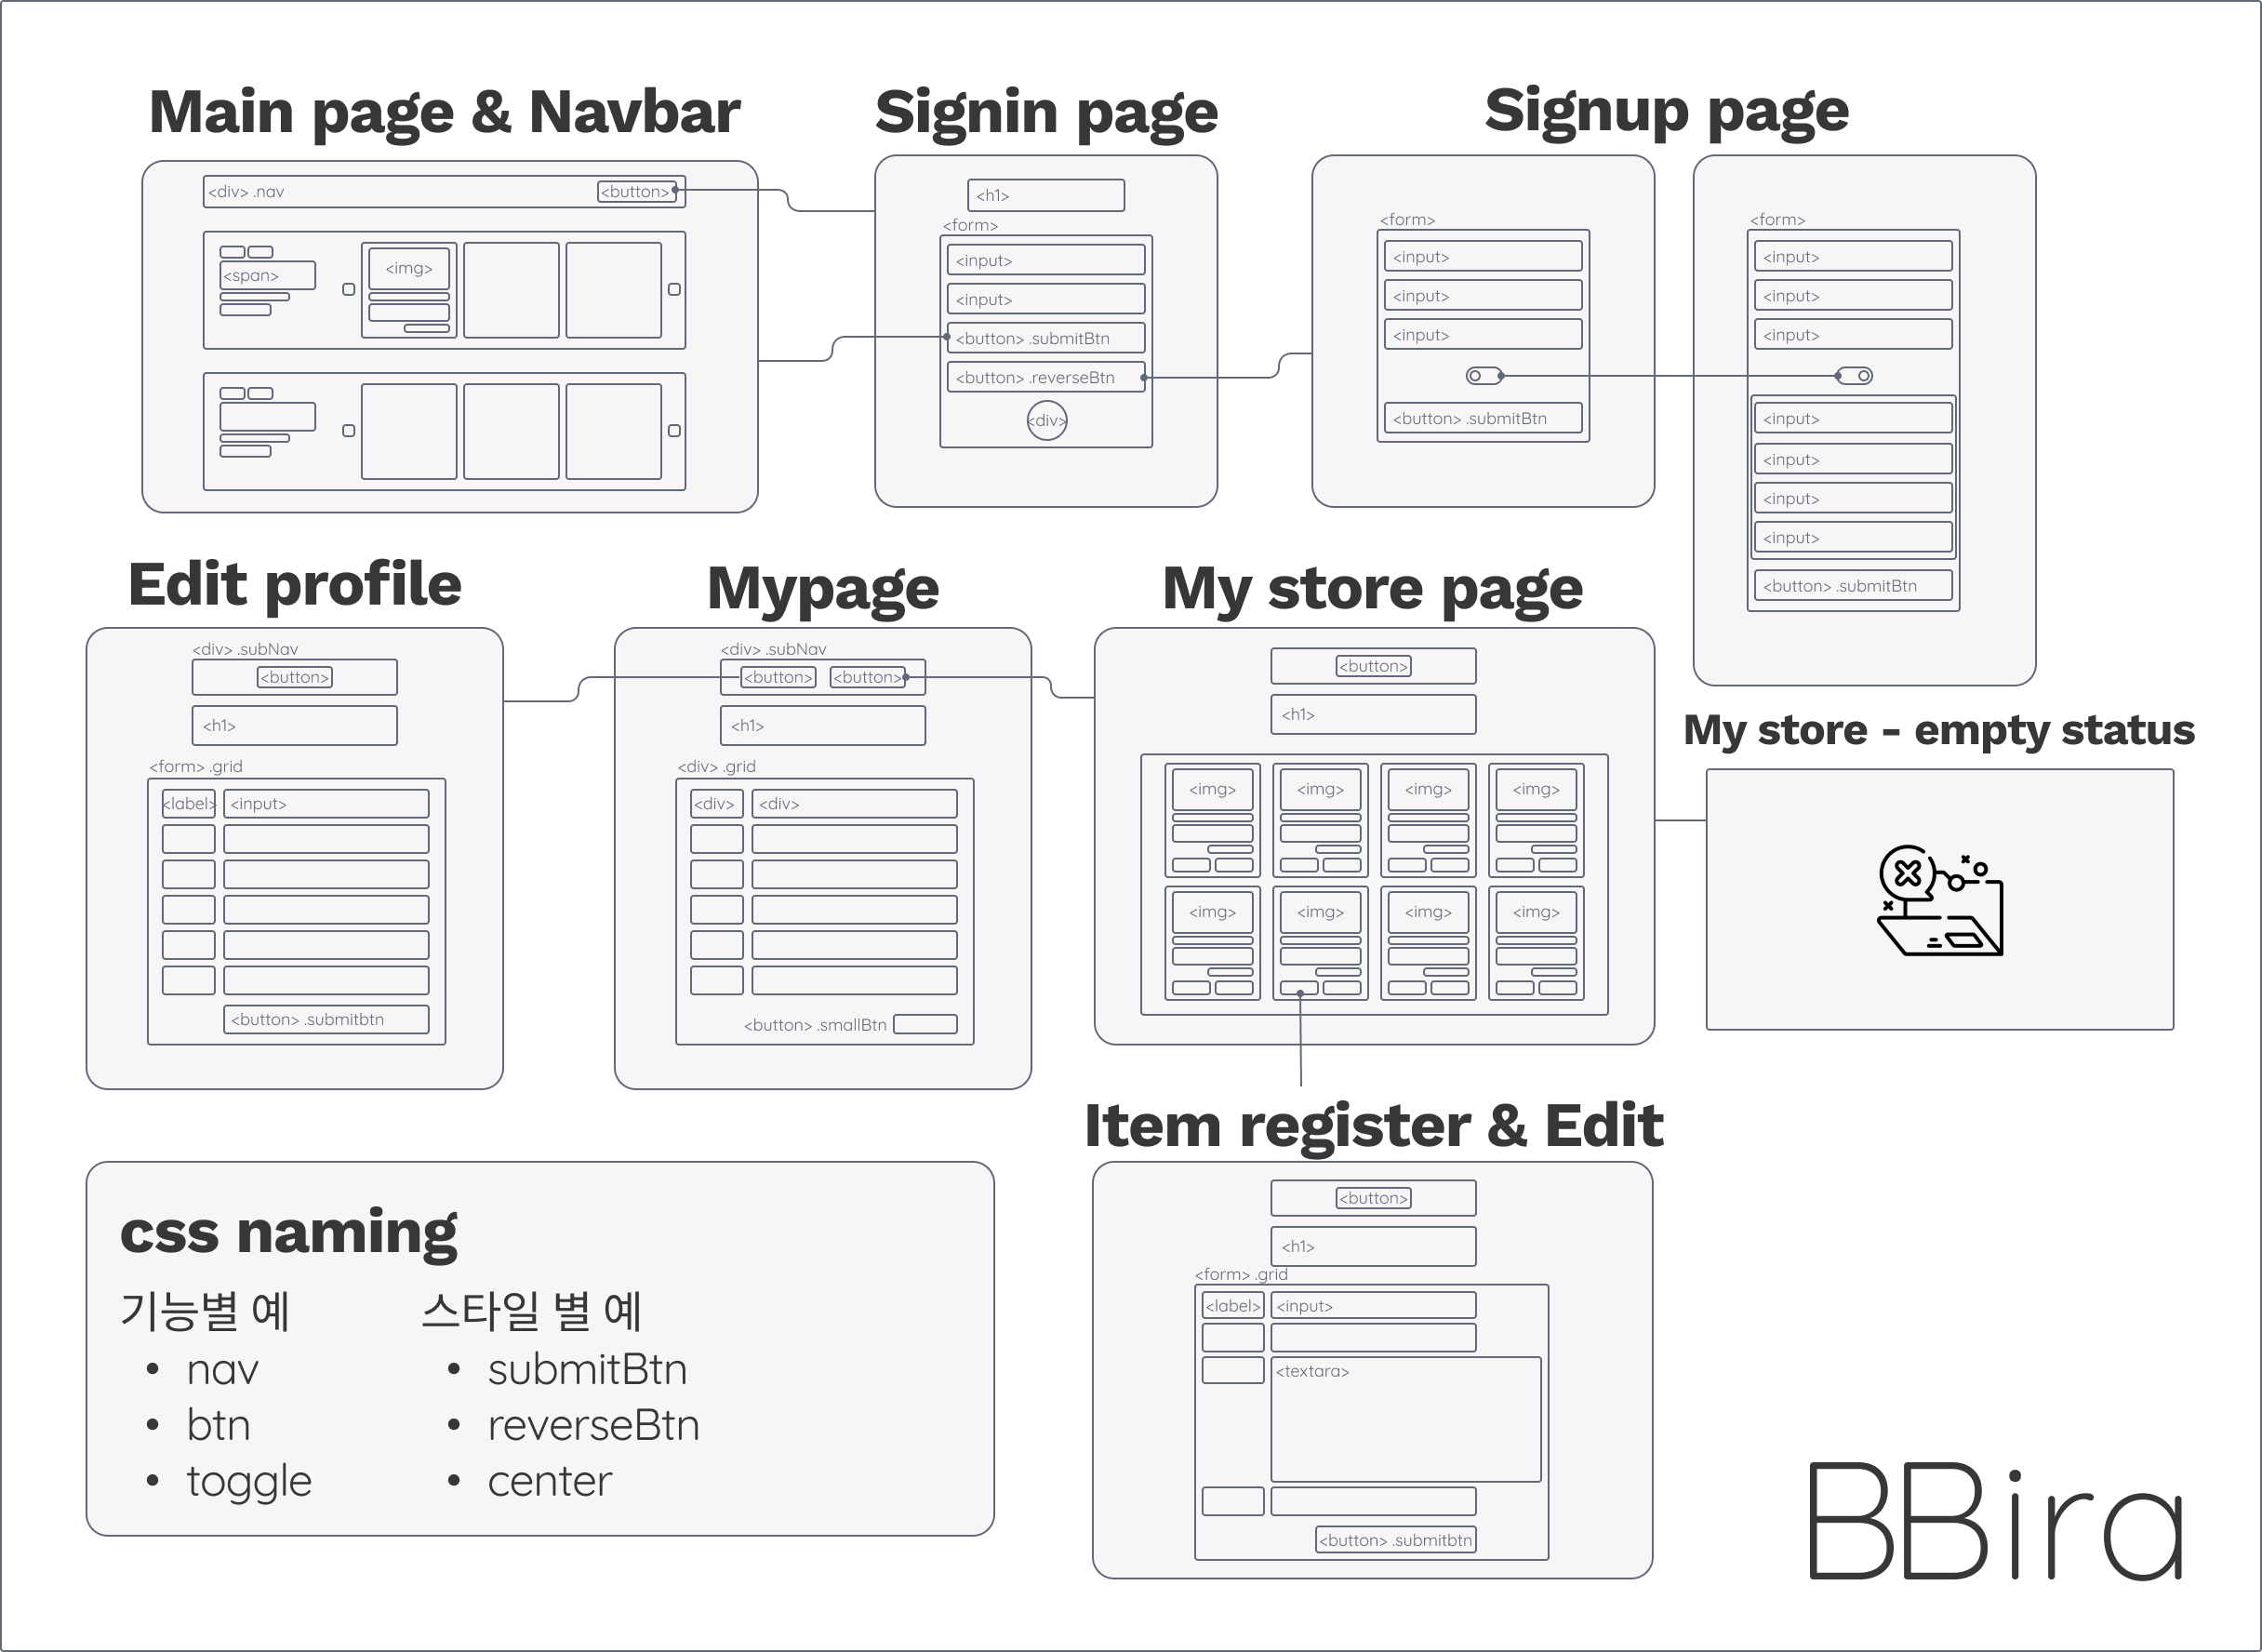 Main page & Navbar
<div> .nav
<button>
<span>
<img>
Signin page
<h1>
<form>
<input>
<input>
<button> .submitBtn
<button> .reverseBtn
<div>
Signup page
<form>
<input>
<input>
<input>
<button> .submitBtn
<form>
<input>
<input>
<input>
<input>
<input>
<input>
<input>
<button> .submitBtn
Edit profile
<div> .subNav
<button>
<h1>
<form> .grid
<label> <input>
<button> .submitbtn
Mypage
<div> .subNav
<button> <button>
<h1>
<div> .grid
<div> <div>
<button> .smallBtn
My store page
<button>
<h1>
<img> <img> <img> <img>
<img> <img> <img> <img>
My store - empty status
Item register & Edit
<button>
<h1>
<form> .grid
<label> <input>
<textara>
<button> .submitbtn
css naming
기능별 예
• nav
• btn
• toggle
스타일 별 예
• submitBtn
• reverseBtn
• center
BBira